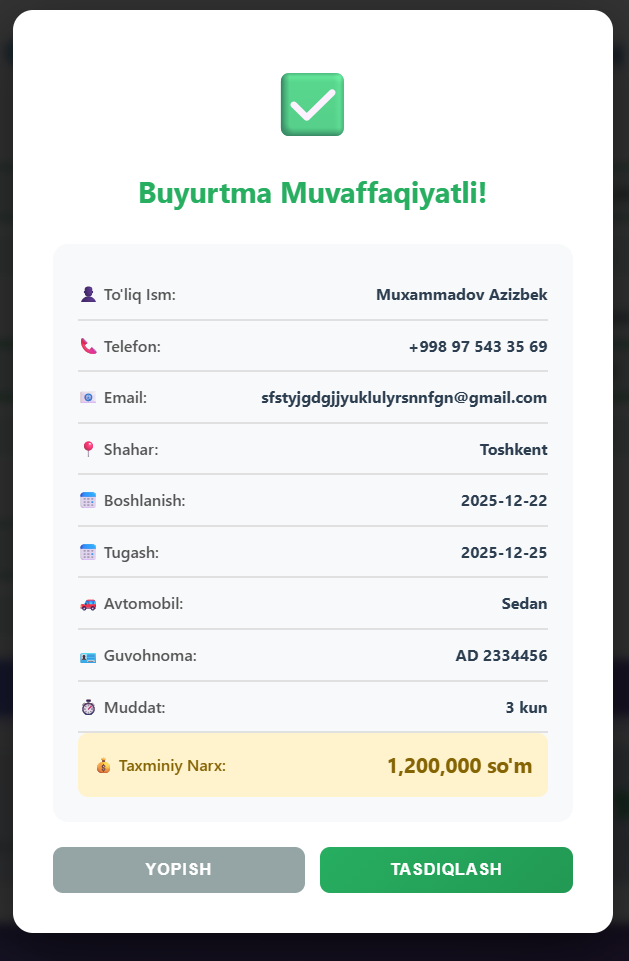 Buyurtma Muvaffaqiyatli!
To'liq Ism: Muxammadov Azizbek
Telefon: +998 97 543 35 69
Email: sfstyjgdgjjyuklulyrsnnfgn@gmail.com
Shahar: Toshkent
Boshlanish: 2025-12-22
Tugash: 2025-12-25
Avtomobil: Sedan
Guvohnoma: AD 2334456
Muddat: 3 kun
Taxminiy Narx: 1,200,000 so'm
YOPISH TASDIQLASH